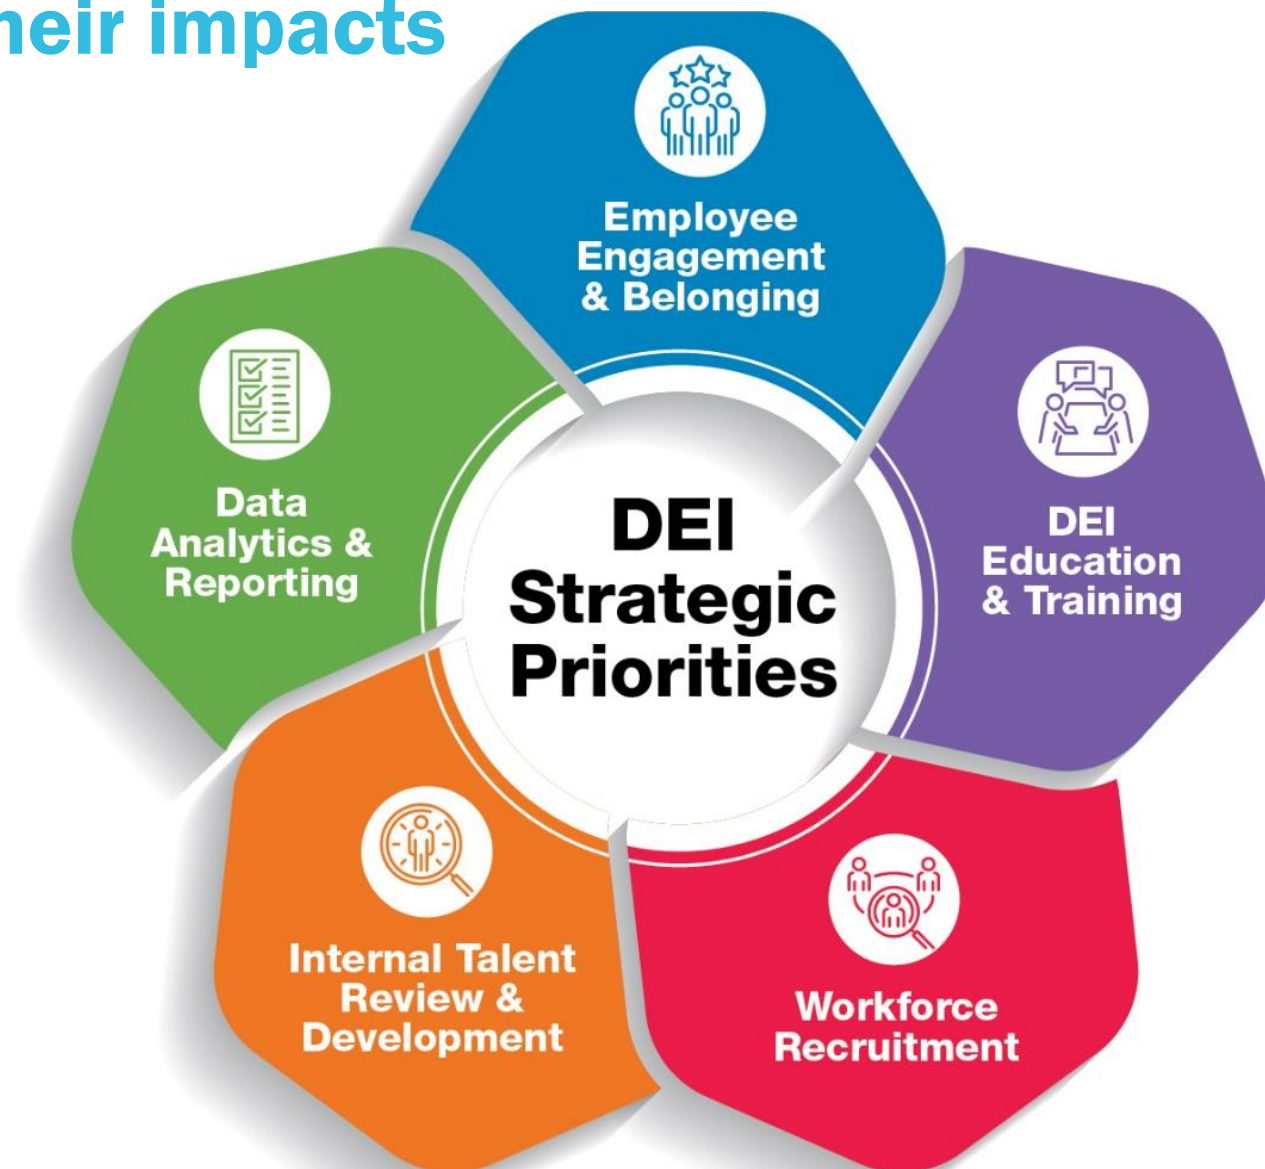 heir impacts
Employee
Engagement
& Belonging
DEI
Education
& Training
Workforce
Recruitment
Internal Talent
Review &
Development
Data
Analytics &
Reporting
DEI
Strategic
Priorities